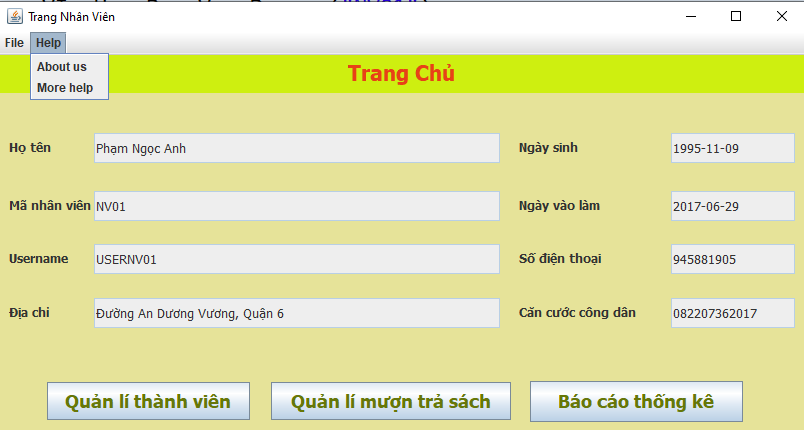 Trang Nhân Viên
File Help
About us
More help
Trang Chủ
Họ tên Phạm Ngọc Anh Ngày sinh 1995-11-09
Mã nhân viên NV01 Ngày vào làm 2017-06-29
Username USERNV01 Số điện thoại 945881905
Địa chỉ Đường An Dương Vương, Quận 6 Căn cước công dân 082207362017
Quản lí thành viên Quản lí mượn trả sách Báo cáo thống kê